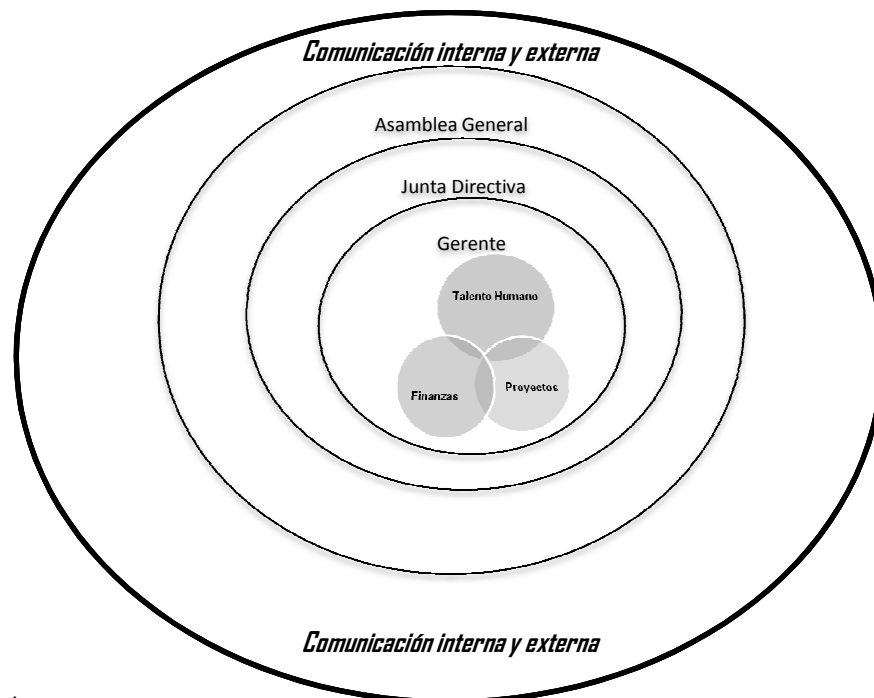 Comunicación interna y externa
Asamblea General
Junta Directiva
Gerente
Talento Humano
Finanzas
Proyectos
Comunicación interna y externa